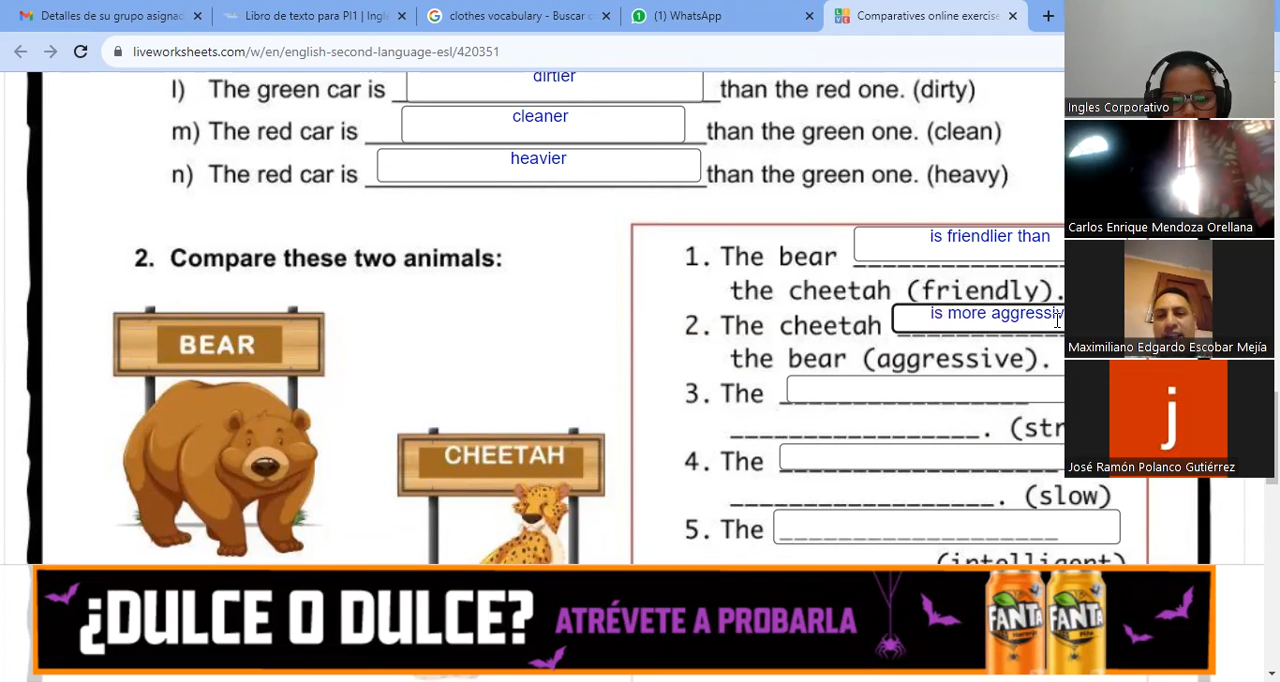 Detalles de su grupo asignad
Libro de texto para PI1 | Ingl
clothes vocabulary - Buscar c
(1) WhatsApp
Comparatives online exercise
liveworksheets.com/w/en/english-second-language-esl/420351
l) The green car is dirtier than the red one. (dirty)
m) The red car is cleaner than the green one. (clean)
n) The red car is heavier than the green one. (heavy)
2. Compare these two animals:
BEAR
CHEETAH
1. The bear is friendlier than
the cheetah (friendly).
2. The cheetah is more aggressiv
the bear (aggressive).
3. The
(str
4. The
(slow)
5. The
(intelligent)
Ingles Corporativo
Carlos Enrique Mendoza Orellana
Maximiliano Edgardo Escobar Mejía
j
José Ramón Polanco Gutiérrez
¿DULCE O DULCE? ATRÉVETE A PROBARLA
FANTA
FANTA